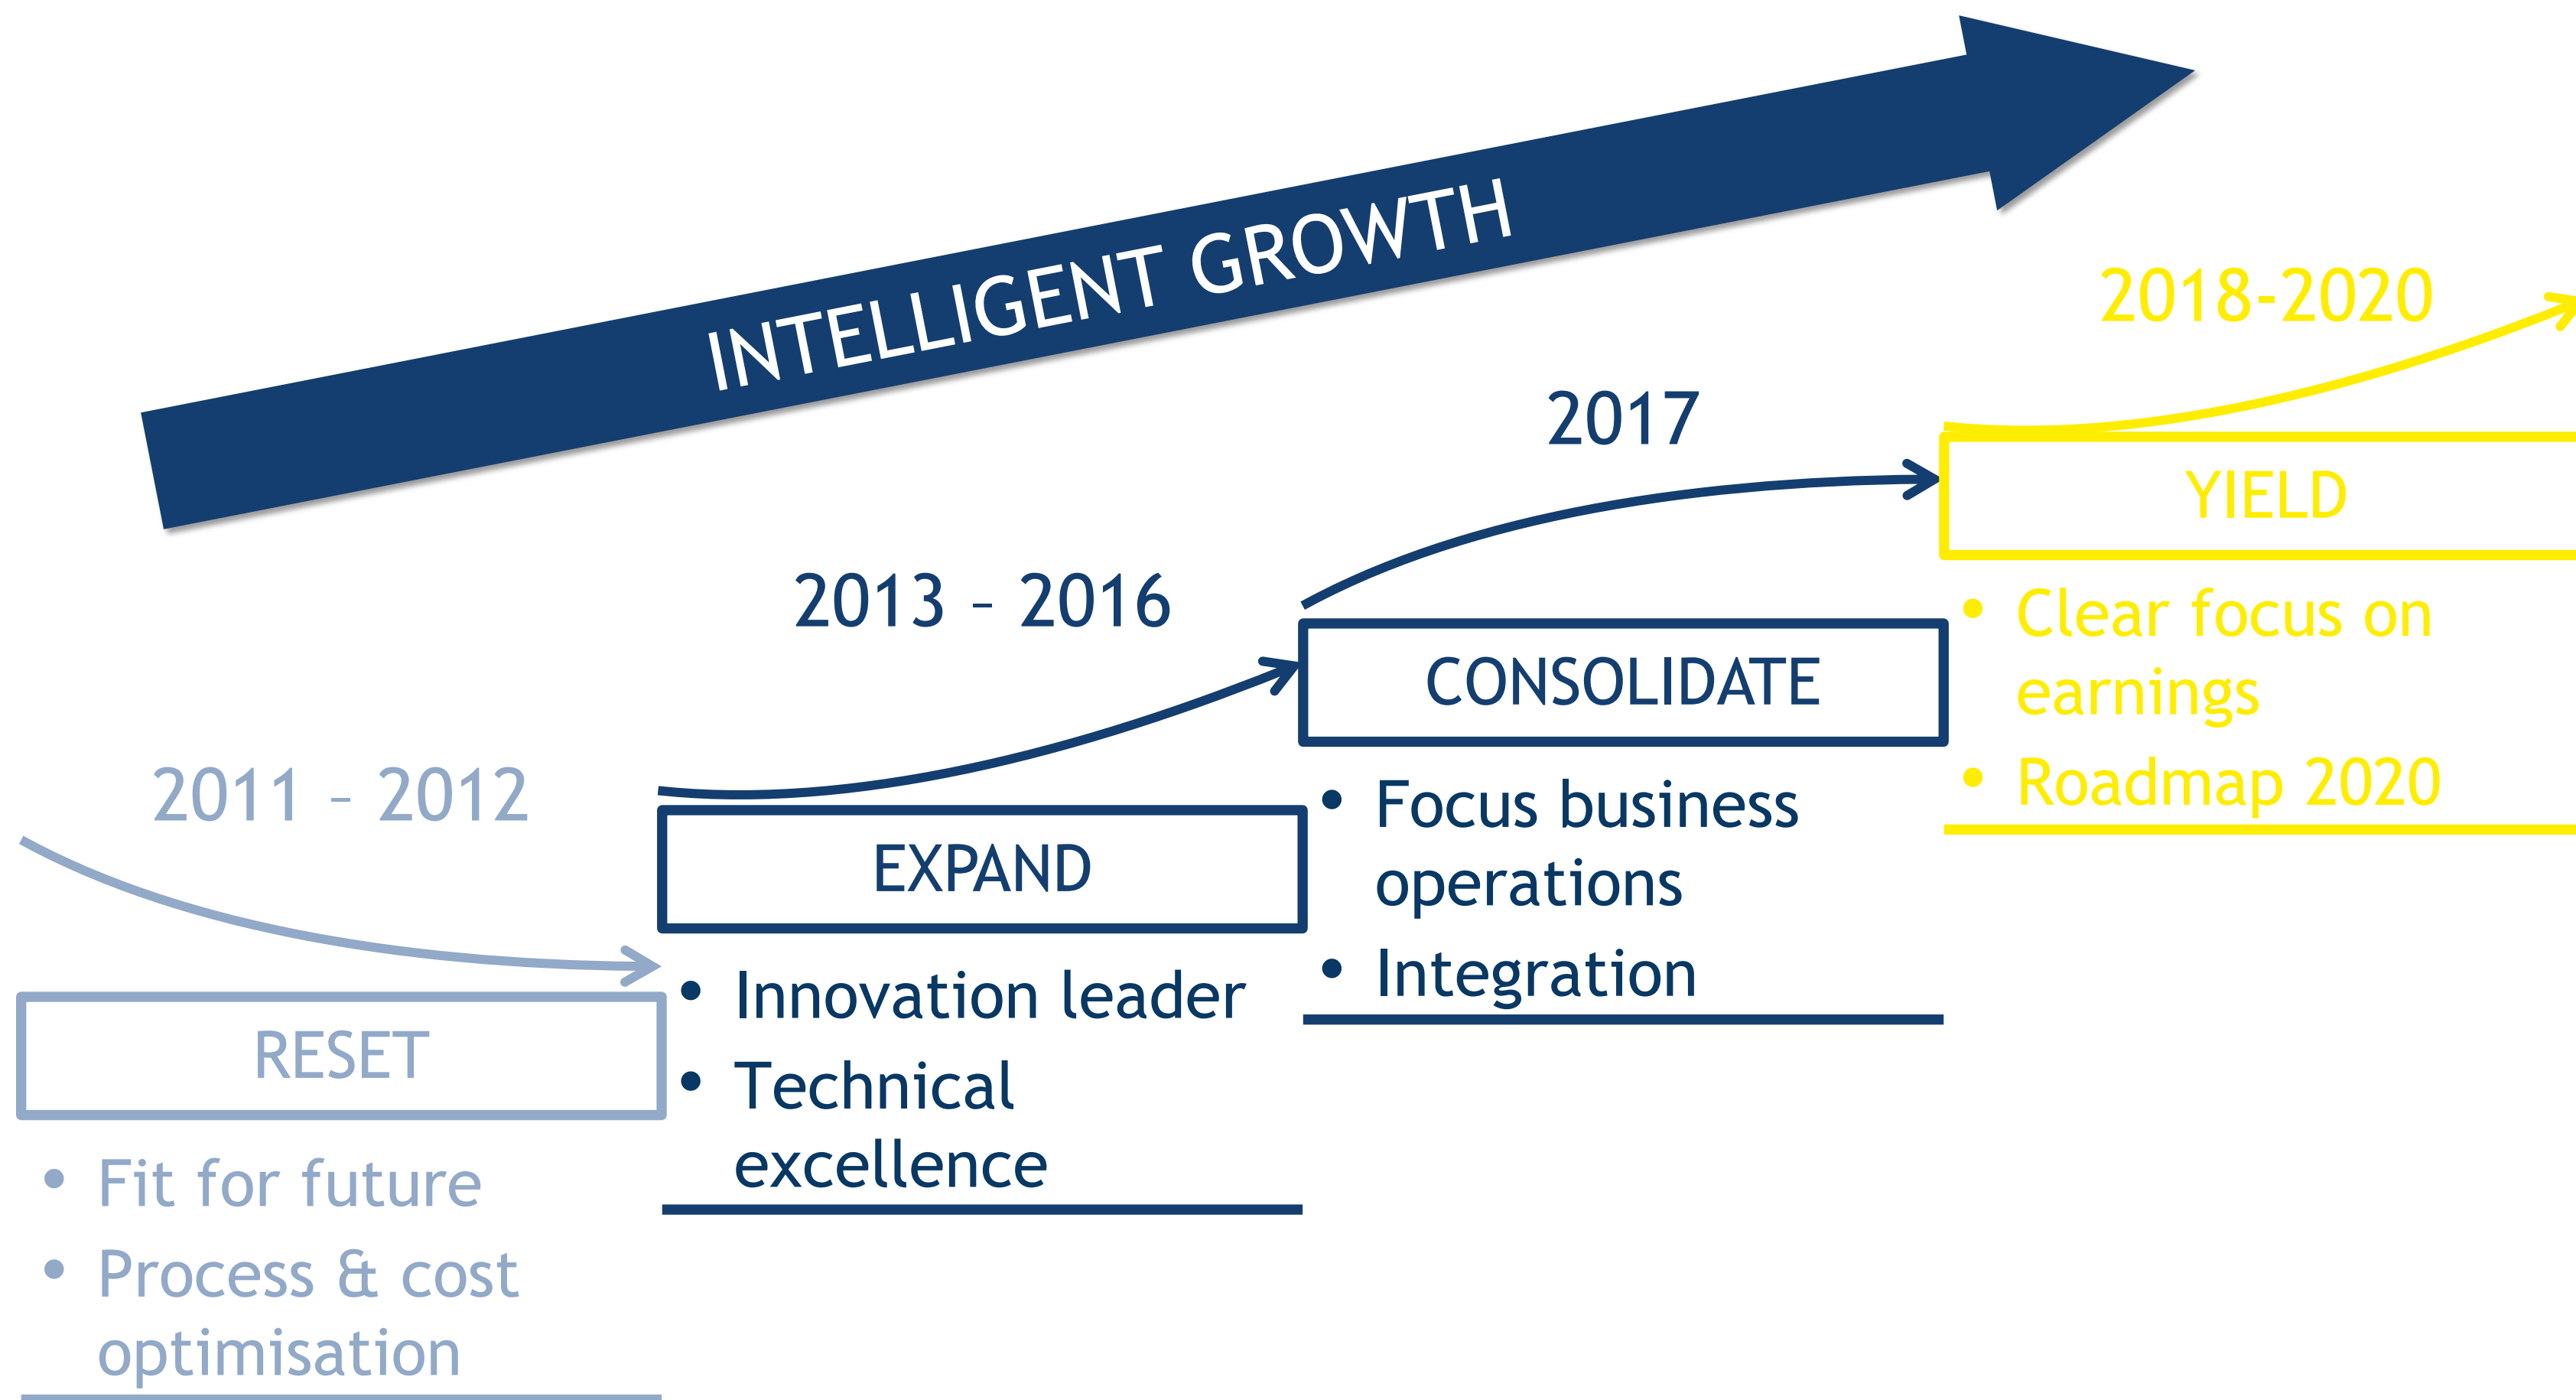 INTELLIGENT GROWTH
2011 – 2012
RESET
• Fit for future
• Process & cost
optimisation
2013 – 2016
EXPAND
• Innovation leader
• Technical
excellence
2017
CONSOLIDATE
• Focus business
operations
• Integration
2018-2020
YIELD
• Clear focus on
earnings
• Roadmap 2020